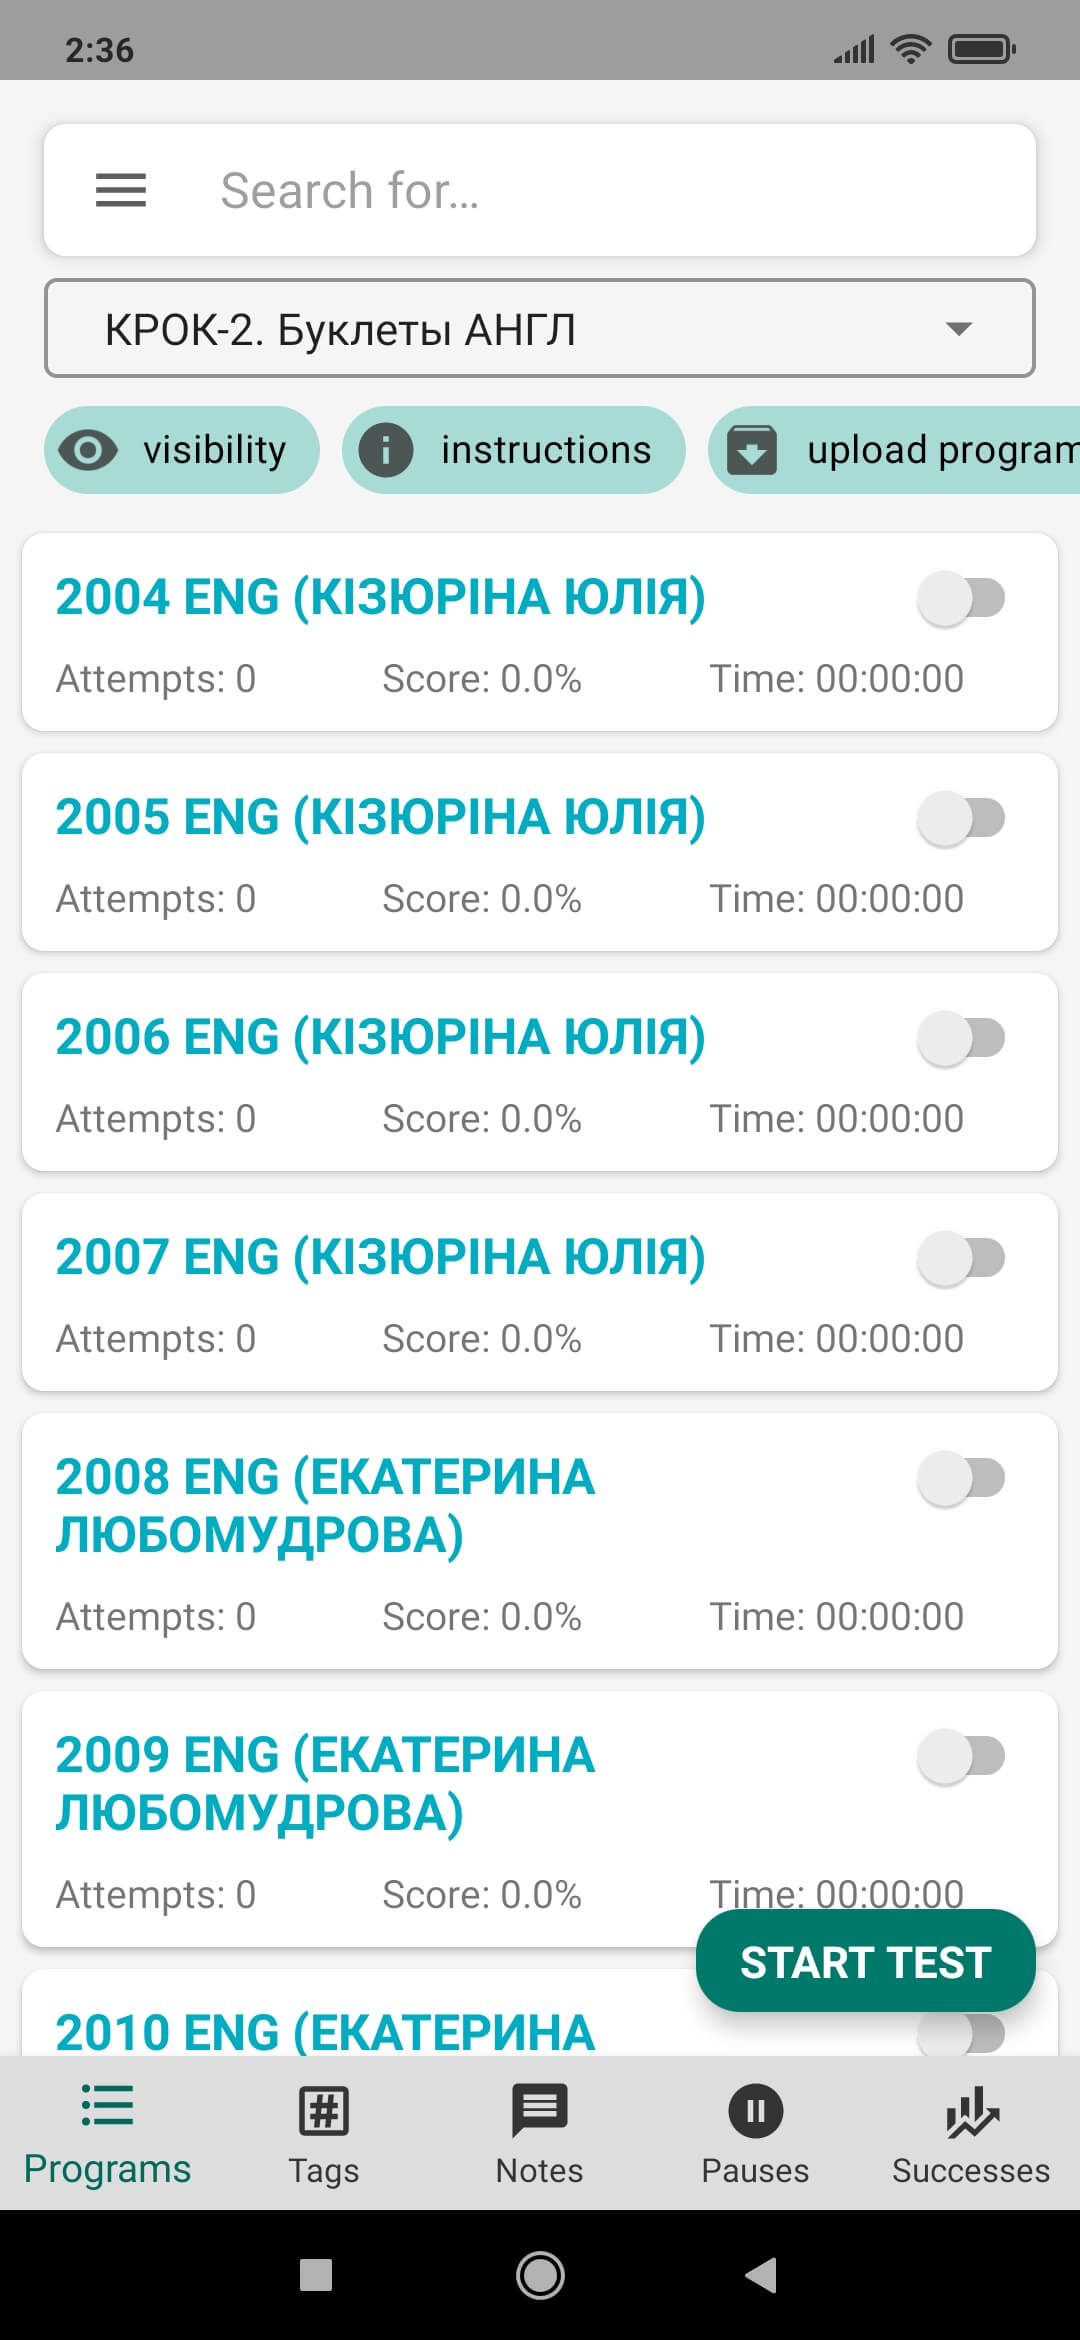 2:36
Search for...
КРОК-2. Буклеты АНГЛ
visibility
instructions
upload program
2004 ENG (КІЗЮРІНА ЮЛІЯ)
Attempts: 0 Score: 0.0% Time: 00:00:00
2005 ENG (КІЗЮРІНА ЮЛІЯ)
Attempts: 0 Score: 0.0% Time: 00:00:00
2006 ENG (КІЗЮРІНА ЮЛІЯ)
Attempts: 0 Score: 0.0% Time: 00:00:00
2007 ENG (КІЗЮРІНА ЮЛІЯ)
Attempts: 0 Score: 0.0% Time: 00:00:00
2008 ENG (ЕКАТЕРИНА
ЛЮБОМУДРОВА)
Attempts: 0 Score: 0.0% Time: 00:00:00
2009 ENG (ЕКАТЕРИНА
ЛЮБОМУДРОВА)
Attempts: 0 Score: 0.0% Time: 00:00:00
START TEST
2010 ENG (ЕКАТЕРИНА
Programs
Tags
Notes
Pauses
Successes